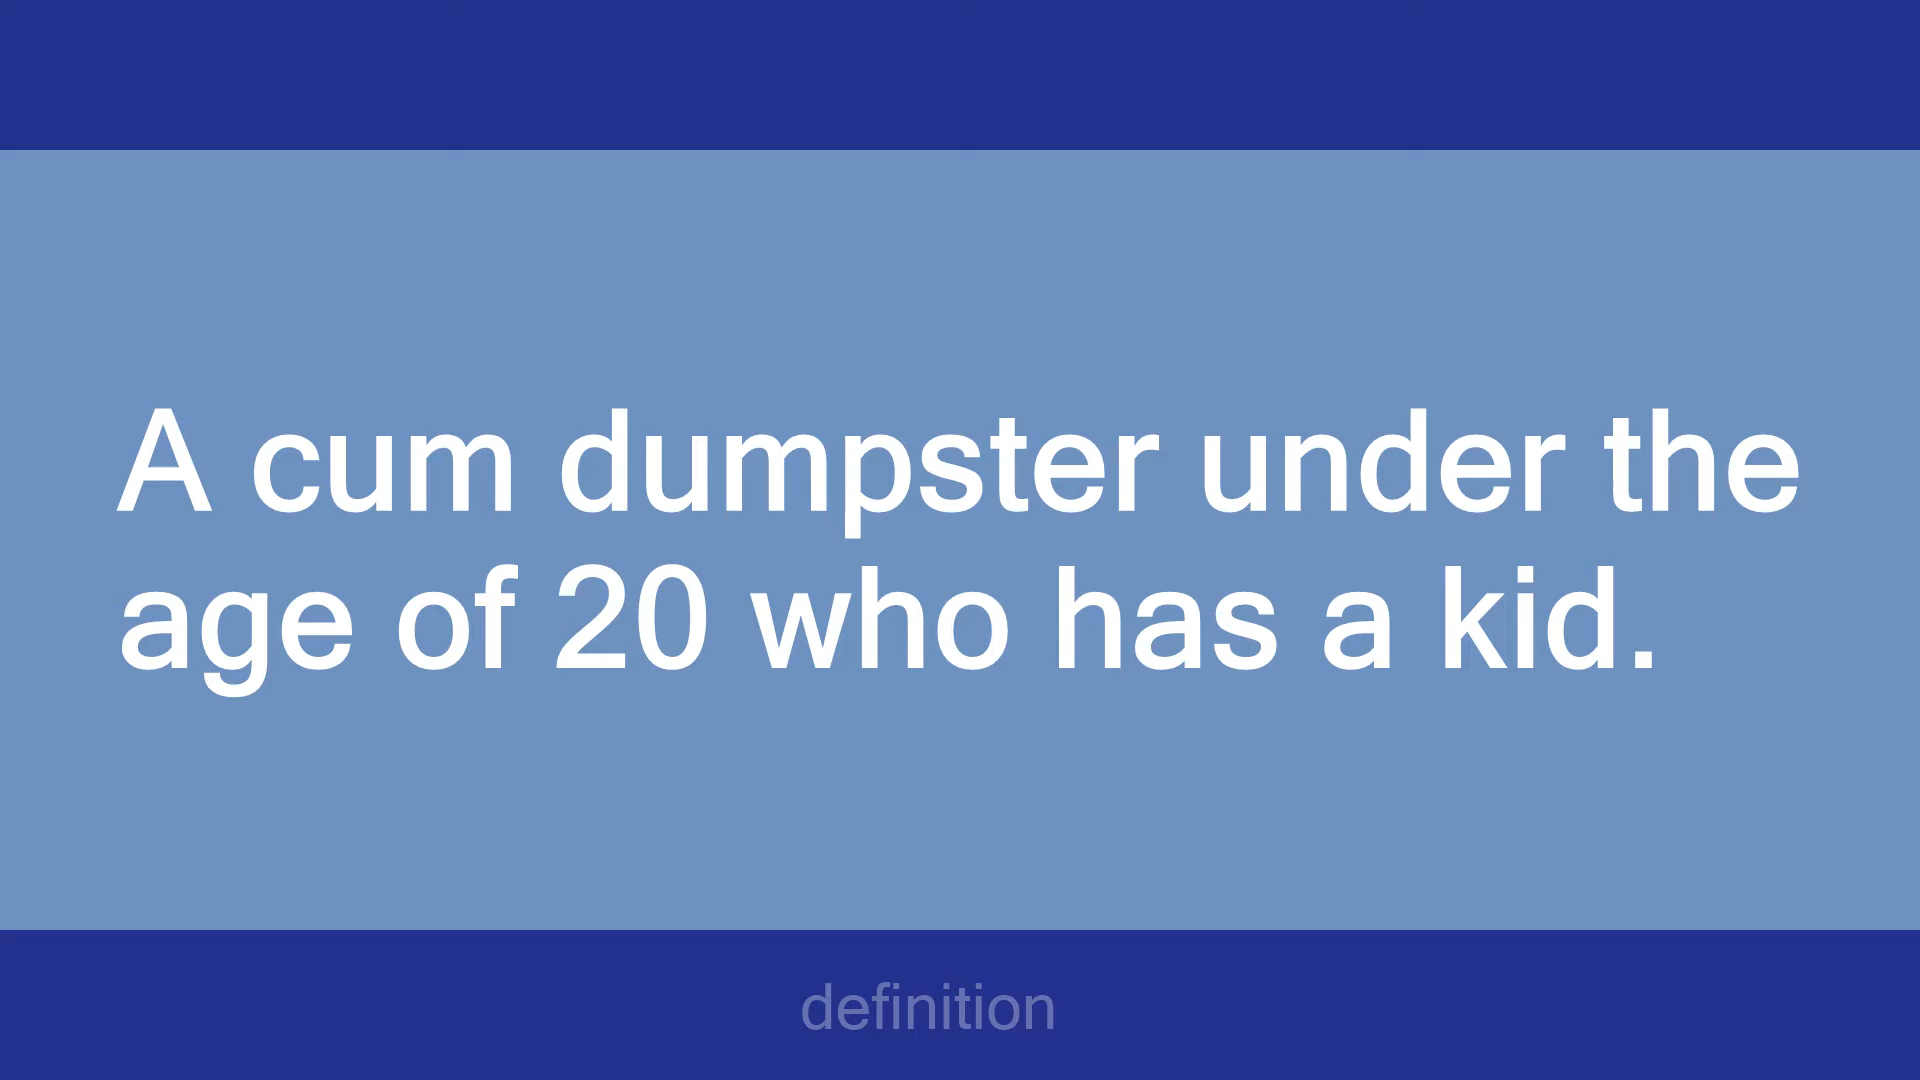 A cum dumpster under the
age of 20 who has a kid.
definition